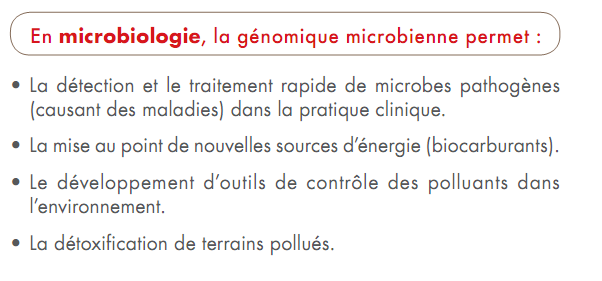 En microbiologie, la génomique microbienne permet :
• La détection et le traitement rapide de microbes pathogènes
(causant des maladies) dans la pratique clinique.
• La mise au point de nouvelles sources d’énergie (biocarburants).
• Le développement d’outils de contrôle des polluants dans
l’environnement.
• La détoxification de terrains pollués.